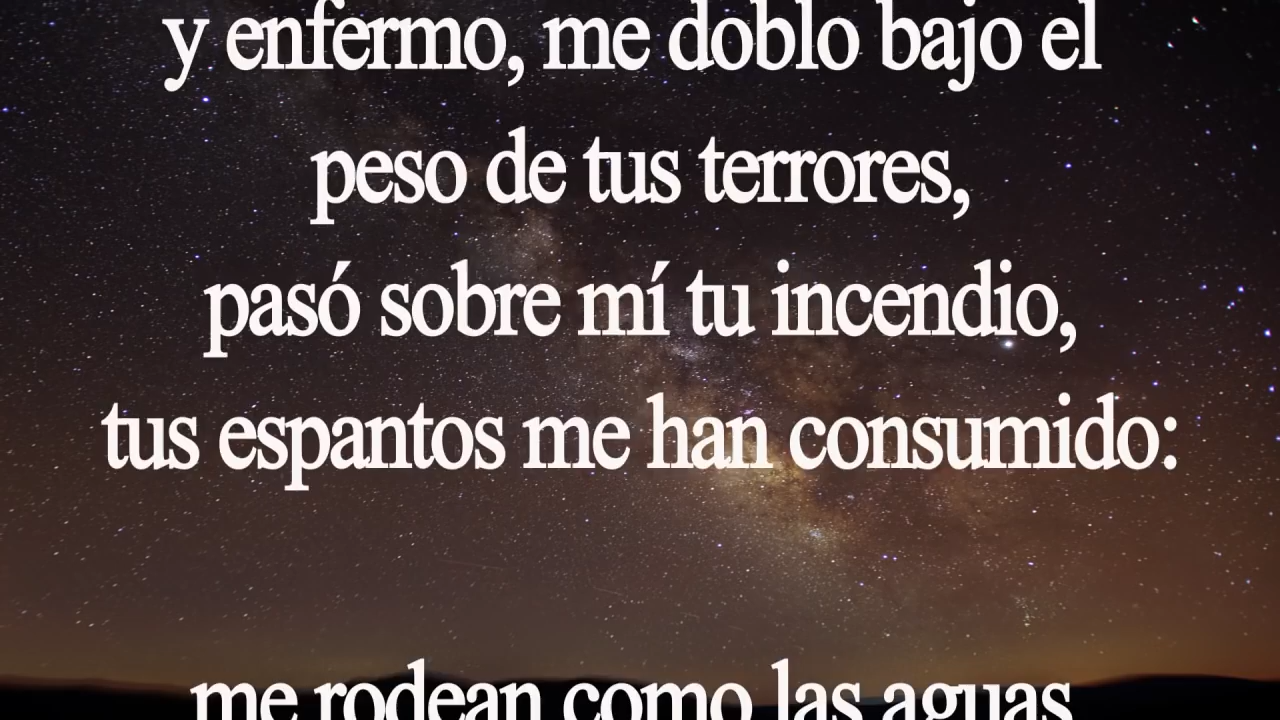 y enfermo, me doblo bajo el
peso de tus terrores,
pasó sobre mí tu incendio,
tus espantos me han consumido:
me rodean como las aguas